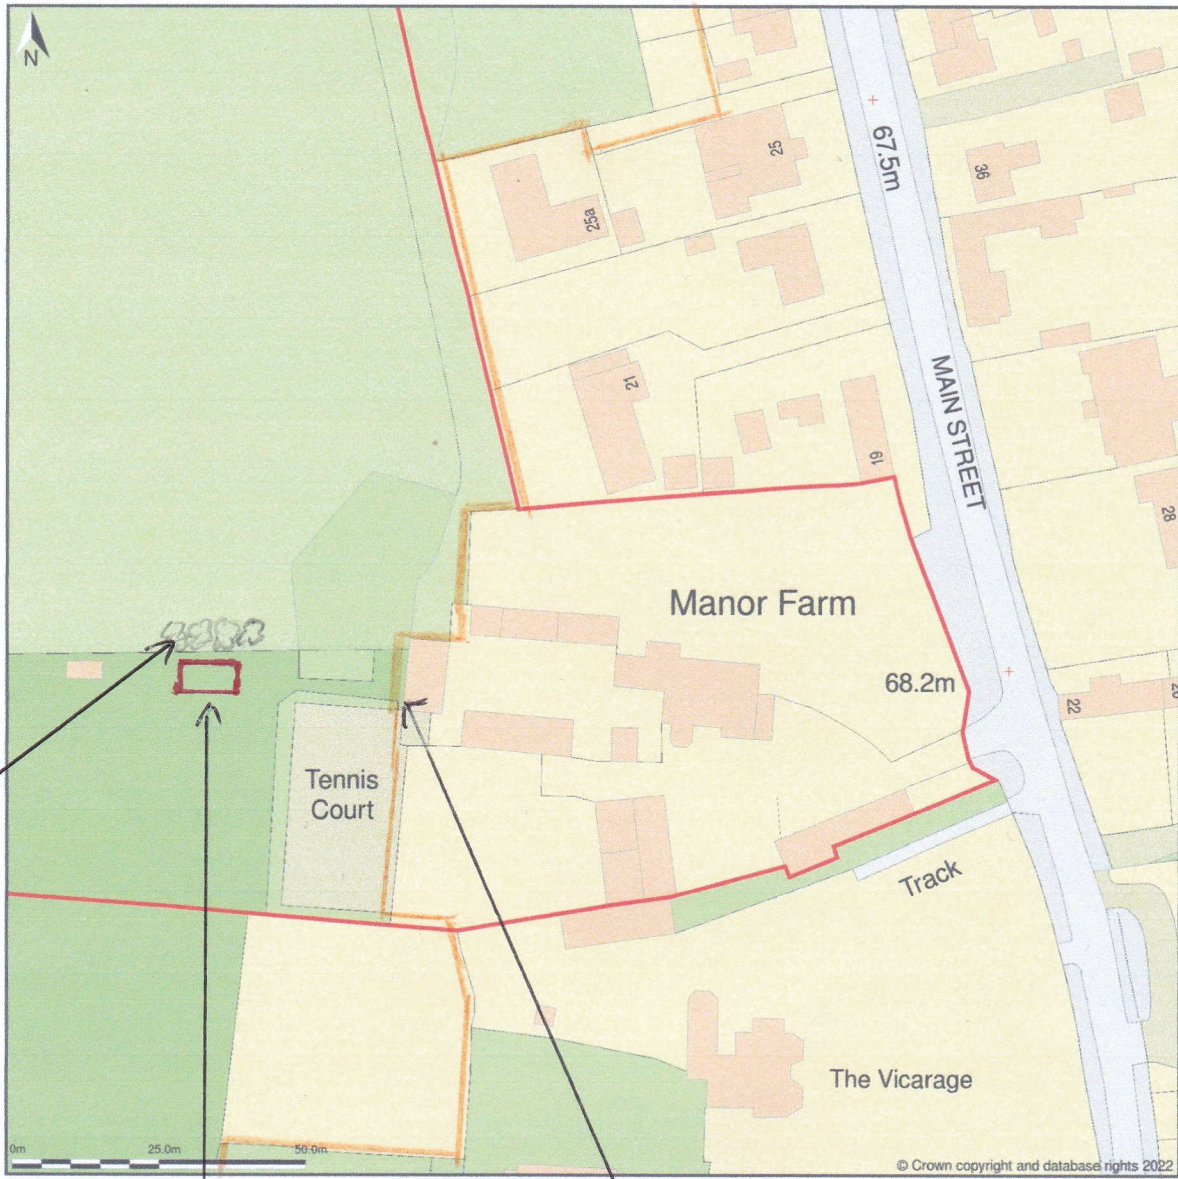 N
67.5m
25
36
25a
MAIN STREET
21
19
28
Manor Farm
68.2m
22
Tennis
Court
Track
The Vicarage
0m 25.0m 50.0m
© Crown copyright and database rights 2022